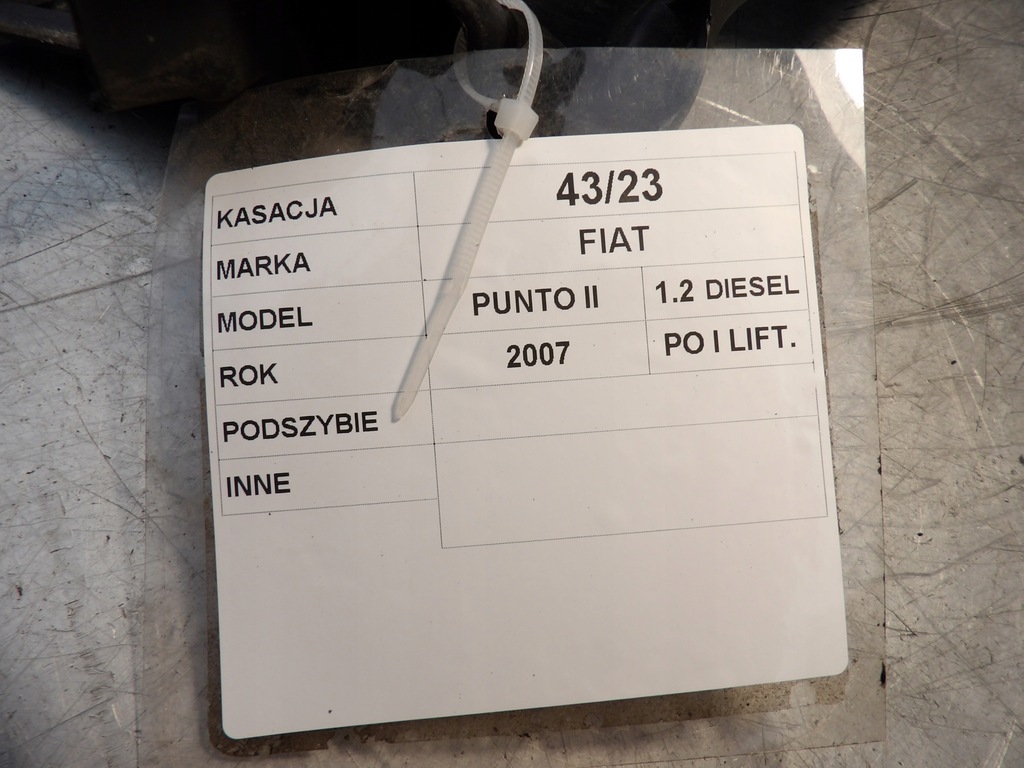 KASACJA 43/23
MARKA FIAT
MODEL PUNTO II 1.2 DIESEL
ROK 2007 PO I LIFT.
PODSZYBIE
INNE